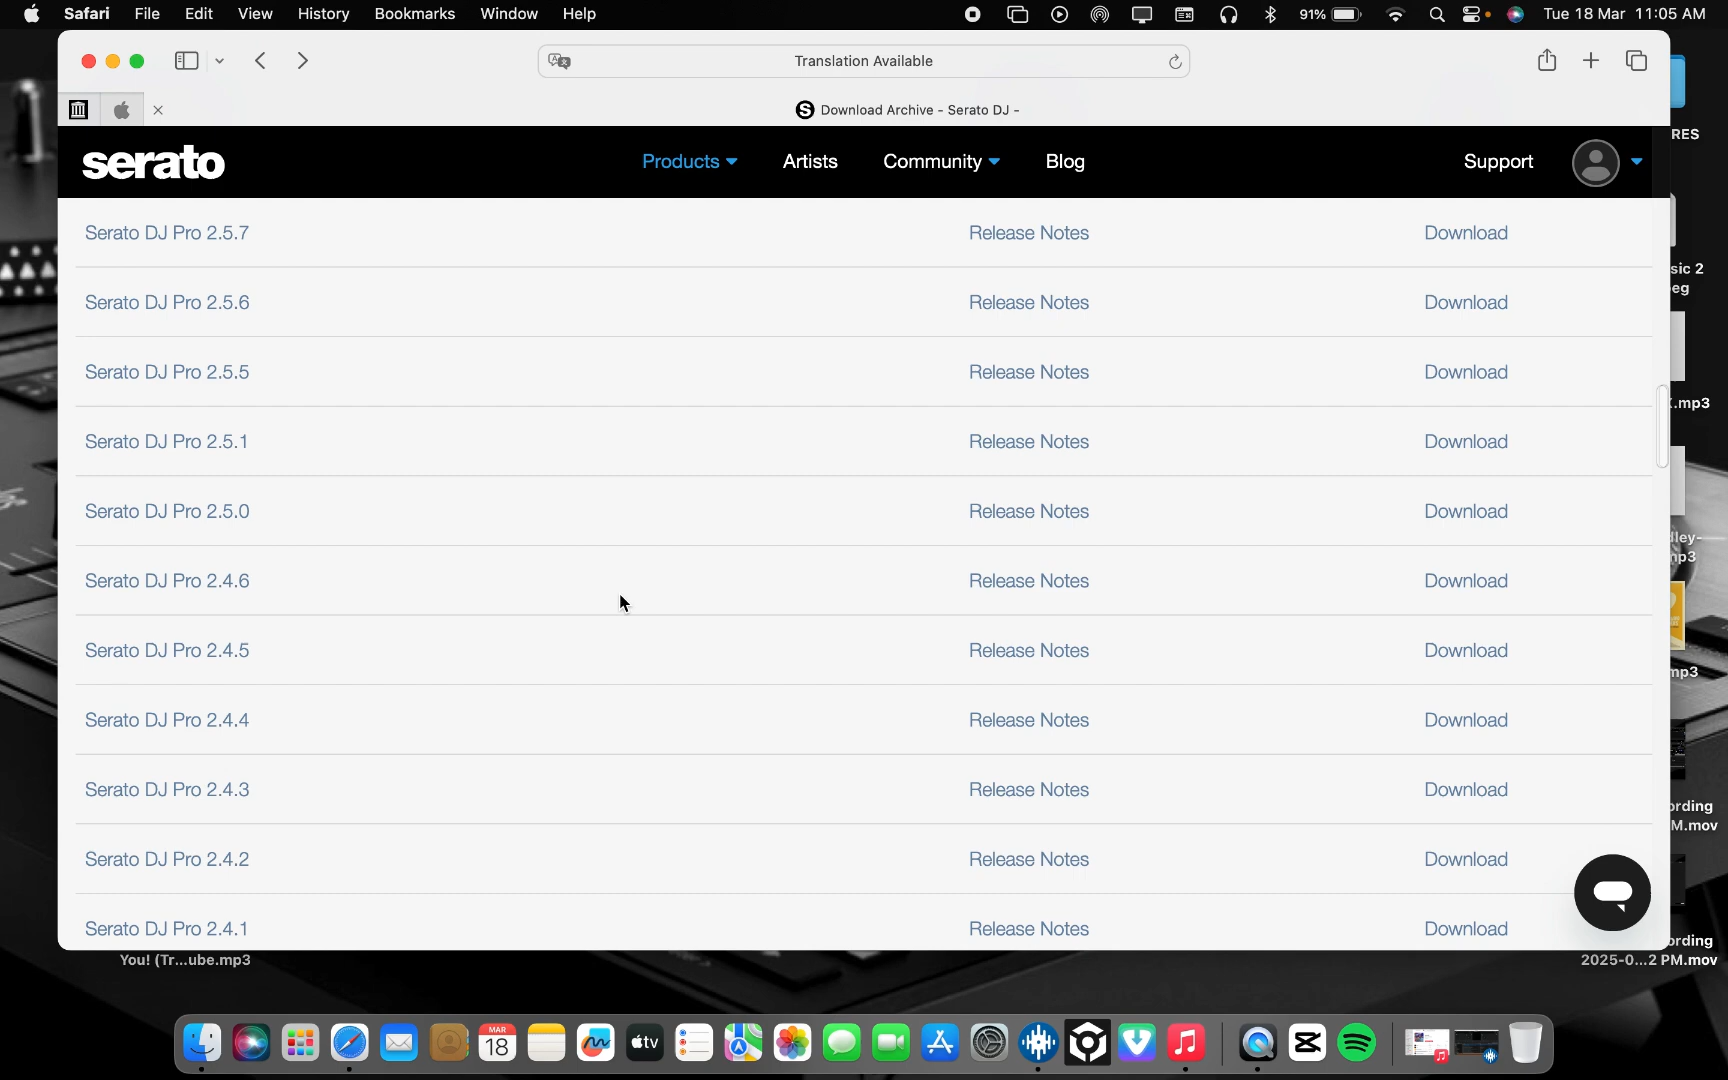 Safari File Edit View History Bookmarks Window Help 91% Tue 18 Mar 11:05 AM
Translation Available
Download Archive - Serato DJ -
serato Products Artists Community Blog Support
Serato DJ Pro 2.5.7 Release Notes Download
Serato DJ Pro 2.5.6 Release Notes Download
Serato DJ Pro 2.5.5 Release Notes Download
Serato DJ Pro 2.5.1 Release Notes Download
Serato DJ Pro 2.5.0 Release Notes Download
Serato DJ Pro 2.4.6 Release Notes Download
Serato DJ Pro 2.4.5 Release Notes Download
Serato DJ Pro 2.4.4 Release Notes Download
Serato DJ Pro 2.4.3 Release Notes Download
Serato DJ Pro 2.4.2 Release Notes Download
Serato DJ Pro 2.4.1 Release Notes Download
RES
sic 2
.mp3
dley-
mp3
ording
M.mov
ording
You! (Tr...ube.mp3
2025-0...2 PM.mov
MAR
18
tv